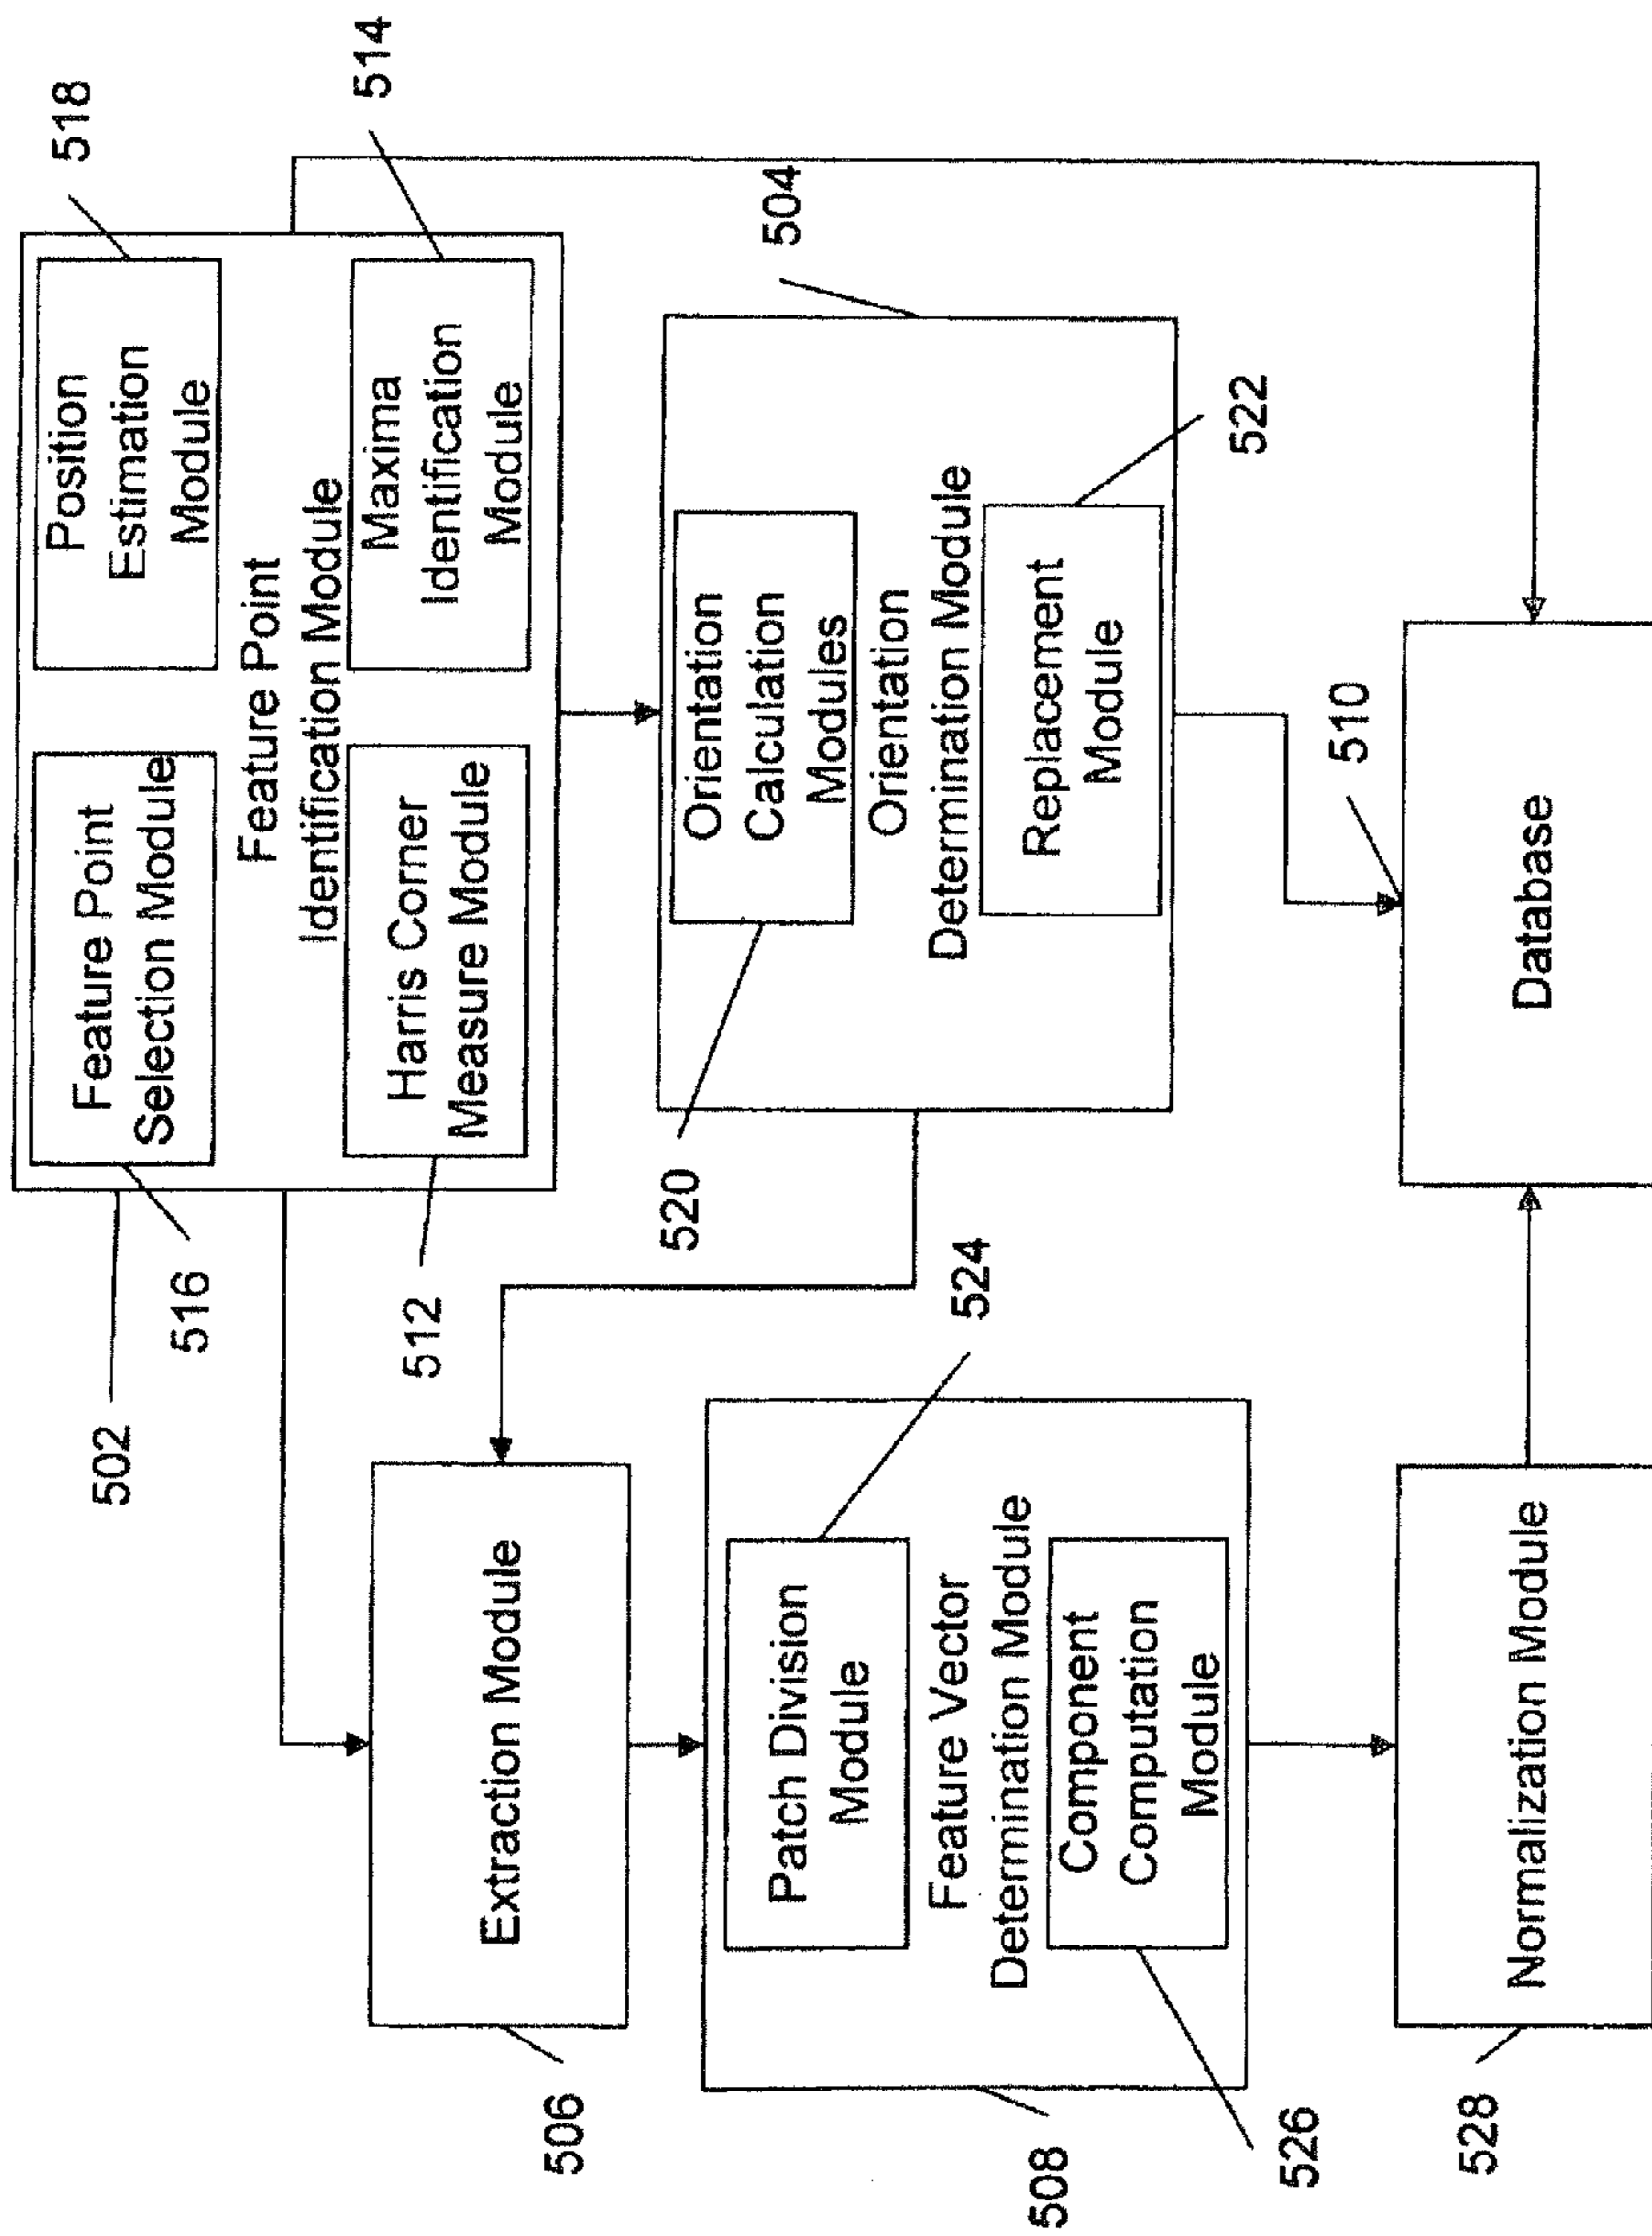 518
514
Position
Estimation
Module
Maxima
Identification
Module
Feature Point
Identification Module
Feature Point
Selection Module
Harris Corner
Measure Module
502
516
512
504
522
Orientation
Calculation
Modules
Orientation
Determination Module
Replacement
Module
520
510
Database
Extraction Module
506
524
Patch Division
Module
Feature Vector
Determination Module
Component
Computation
Module
508
526
Normalization Module
528